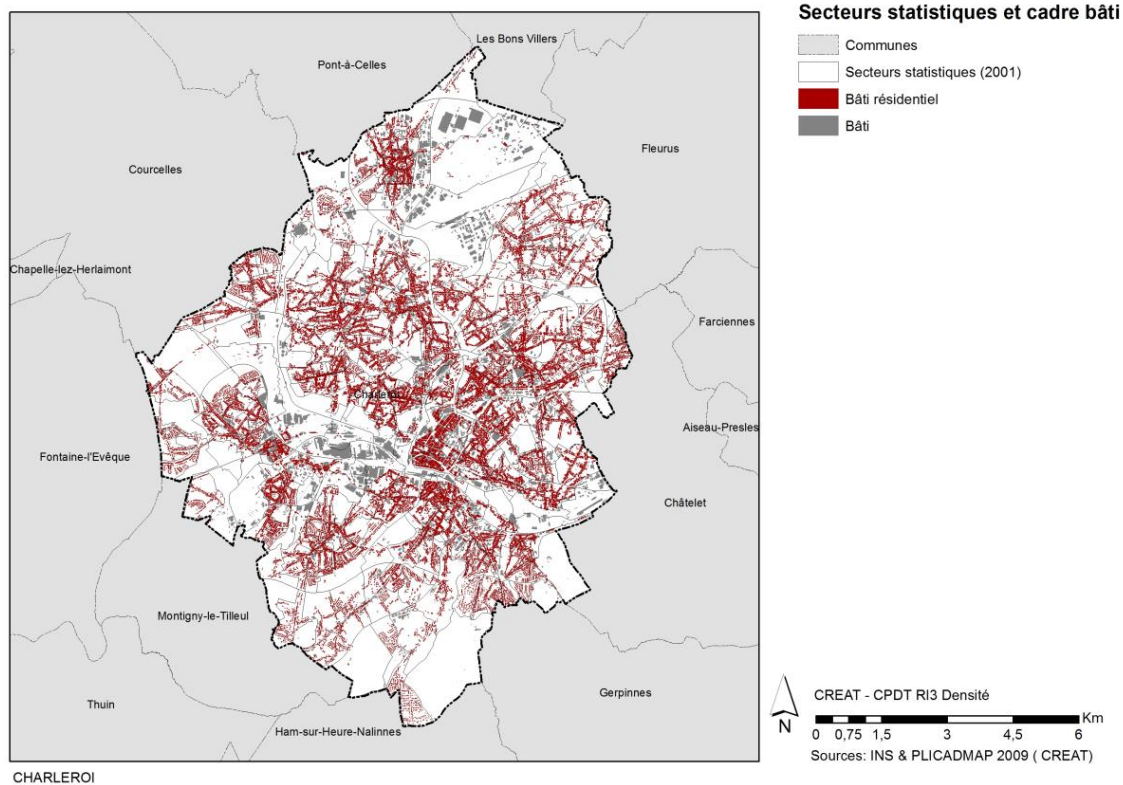 Secteurs statistiques et cadre bâti
Communes
Secteurs statistiques (2001)
Bâti résidentiel
Bâti
Les Bons Villers
Pont-à-Celles
Fleurus
Courcelles
Chapelle-lez-Herlaimont
Farciennes
Charleroi
Aiseau-Presles
Fontaine-l'Evêque
Châtelet
Montigny-le-Tilleul
Gerpinnes
Thuin
Ham-sur-Heure-Nalinnes
N
CREAT - CPDT RI3 Densité
Km
0 0,75 1,5 3 4,5 6
Sources: INS & PLICADMAP 2009 ( CREAT)
CHARLEROI